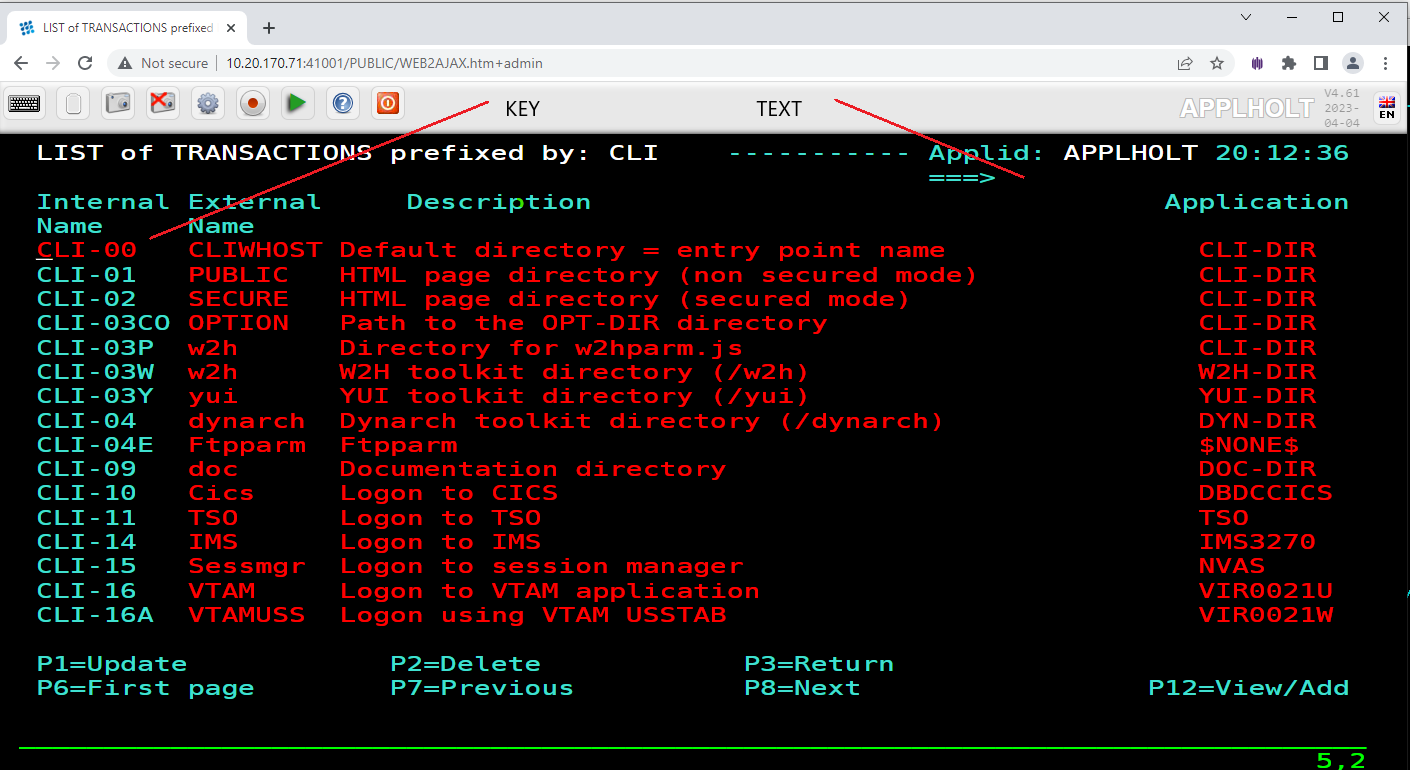 LIST of TRANSACTIONS prefixed
Not secure 10.20.170.71:41001/PUBLIC/WEB2AJAX.htm+admin
KEY TEXT APPLHOLT V4.61 2023-04-04 EN
LIST of TRANSACTIONS prefixed by: CLI ----------- Applid: APPLHOLT 20:12:36
===>
Internal External Description Application
Name Name
CLI-00 CLIWHOST Default directory = entry point name CLI-DIR
CLI-01 PUBLIC HTML page directory (non secured mode) CLI-DIR
CLI-02 SECURE HTML page directory (secured mode) CLI-DIR
CLI-03CO OPTION Path to the OPT-DIR directory CLI-DIR
CLI-03P w2h Directory for w2hparm.js CLI-DIR
CLI-03W w2h W2H toolkit directory (/w2h) W2H-DIR
CLI-03Y yui YUI toolkit directory (/yui) YUI-DIR
CLI-04 dynarch Dynarch toolkit directory (/dynarch) DYN-DIR
CLI-04E Ftpparm Ftpparm $NONE$
CLI-09 doc Documentation directory DOC-DIR
CLI-10 Cics Logon to CICS DBDCCICS
CLI-11 TSO Logon to TSO TSO
CLI-14 IMS Logon to IMS IMS3270
CLI-15 Sessmgr Logon to session manager NVAS
CLI-16 VTAM Logon to VTAM application VIR0021U
CLI-16A VTAMUSS Logon using VTAM USSTAB VIR0021W
P1=Update P2=Delete P3=Return
P6=First page P7=Previous P8=Next P12=View/Add
5,2